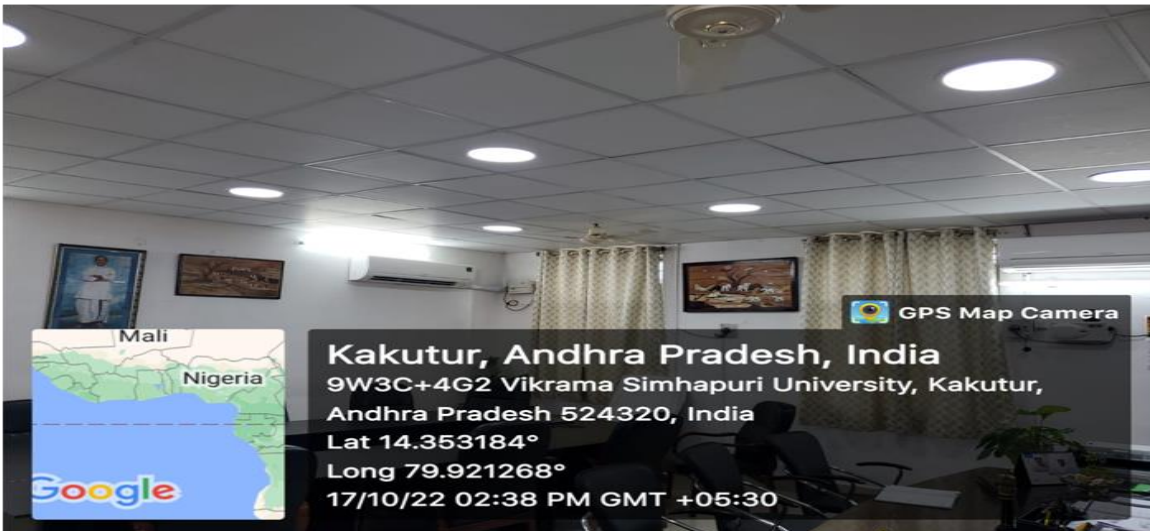 GPS Map Camera
Mali
Nigeria
Google
Kakutur, Andhra Pradesh, India
9W3C+4G2 Vikrama Simhapuri University, Kakutur,
Andhra Pradesh 524320, India
Lat 14.353184°
Long 79.921268°
17/10/22 02:38 PM GMT +05:30